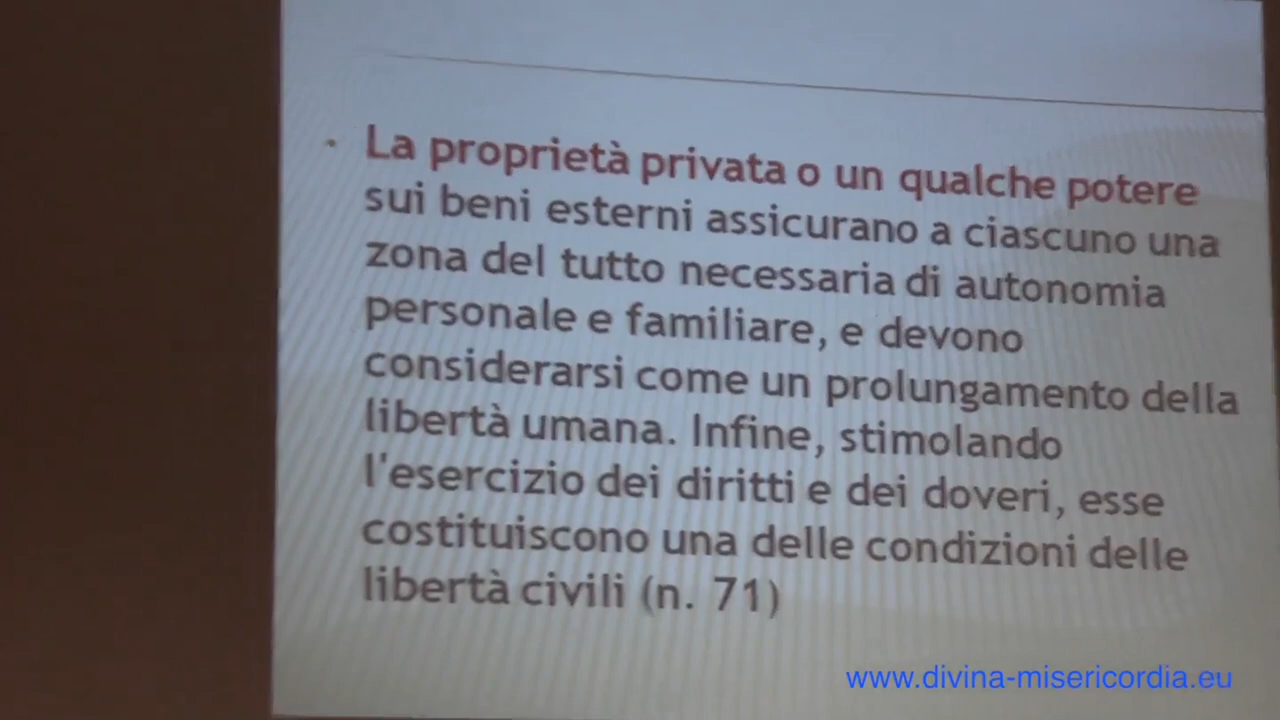 • La proprietà privata o un qualche potere
sui beni esterni assicurano a ciascuno una
zona del tutto necessaria di autonomia
personale e familiare, e devono
considerarsi come un prolungamento della
libertà umana. Infine, stimolando
l'esercizio dei diritti e dei doveri, esse
costituiscono una delle condizioni delle
libertà civili (n. 71)
www.divina-misericordia.eu